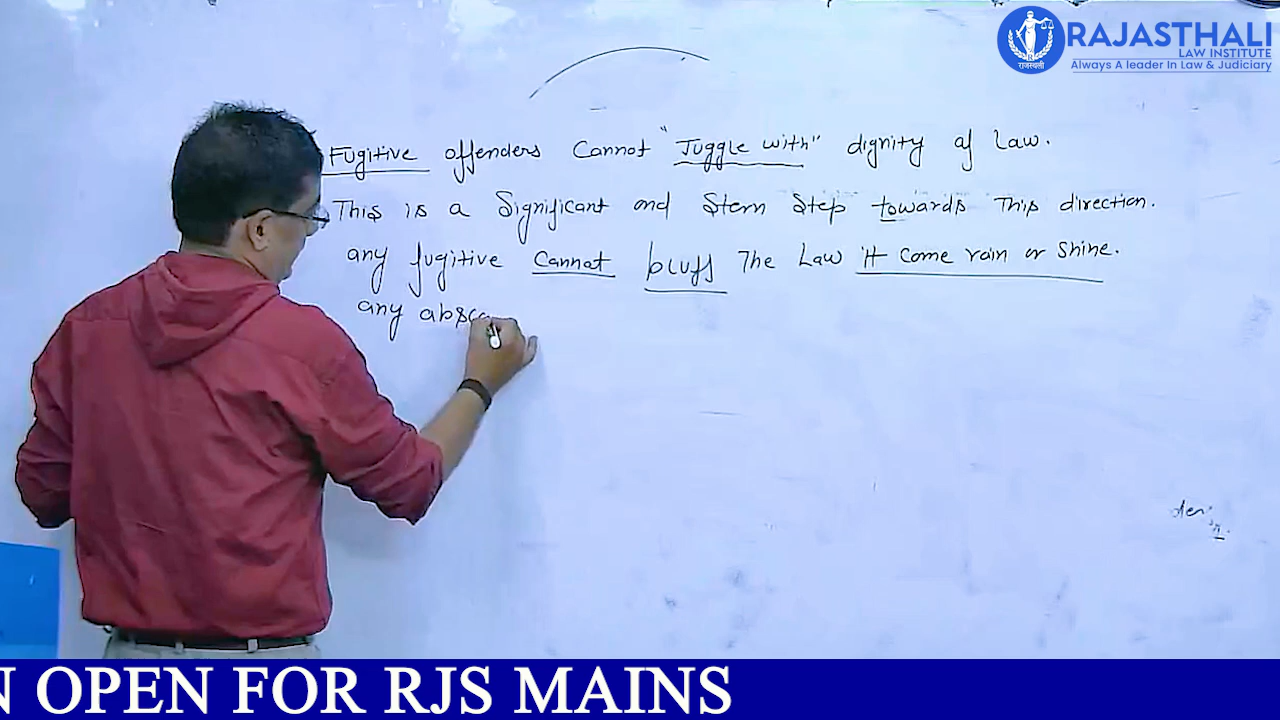 RAJASTHALI
LAW INSTITUTE
राजस्थली
Always A leader In Law & Judiciary
Fugitive offenders Cannot "Juggle with" dignity of Law.
This is a Significant and Stern Step towards This direction.
any fugitive Cannot bluff The Law it come rain or shine.
any absc
N OPEN FOR RJS MAINS